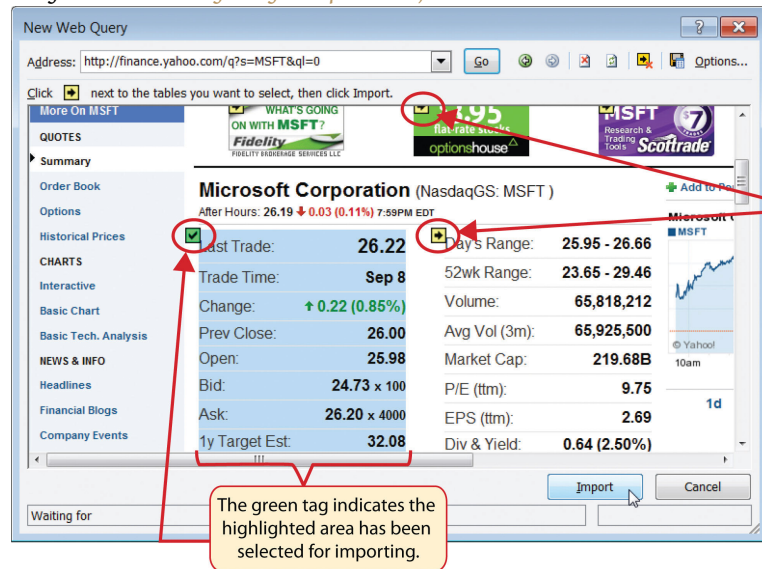 New Web Query
Address: http://finance.yahoo.com/q?s=MSFT&ql=0 Go Options...
Click next to the tables you want to select, then click Import.
More On MSFT
QUOTES
Summary
Order Book
Options
Historical Prices
CHARTS
Interactive
Basic Chart
Basic Tech. Analysis
NEWS & INFO
Headlines
Financial Blogs
Company Events
WHAT'S GOING
ON WITH MSFT?
Fidelity
FIDELITY BROKERAGE SERVICES LLC
flat-rate stocks
optionshouse
MSFT
Research &
Trading
Tools Scottrade
Microsoft Corporation (NasdaqGS: MSFT )
After Hours: 26.19 0.03 (0.11%) 7:59PM EDT
Last Trade: 26.22
Trade Time: Sep 8
Change: 0.22 (0.85%)
Prev Close: 26.00
Open: 25.98
Bid: 24.73 x 100
Ask: 26.20 x 4000
1y Target Est: 32.08
Day's Range: 25.95 - 26.66
52wk Range: 23.65 - 29.46
Volume: 65,818,212
Avg Vol (3m): 65,925,500
Market Cap: 219.68B
P/E (ttm): 9.75
EPS (ttm): 2.69
Div & Yield: 0.64 (2.50%)
Add to
Microsoft
MSFT
© Yahoo!
10am
1d
Import Cancel
Waiting for
The green tag indicates the
highlighted area has been
selected for importing.